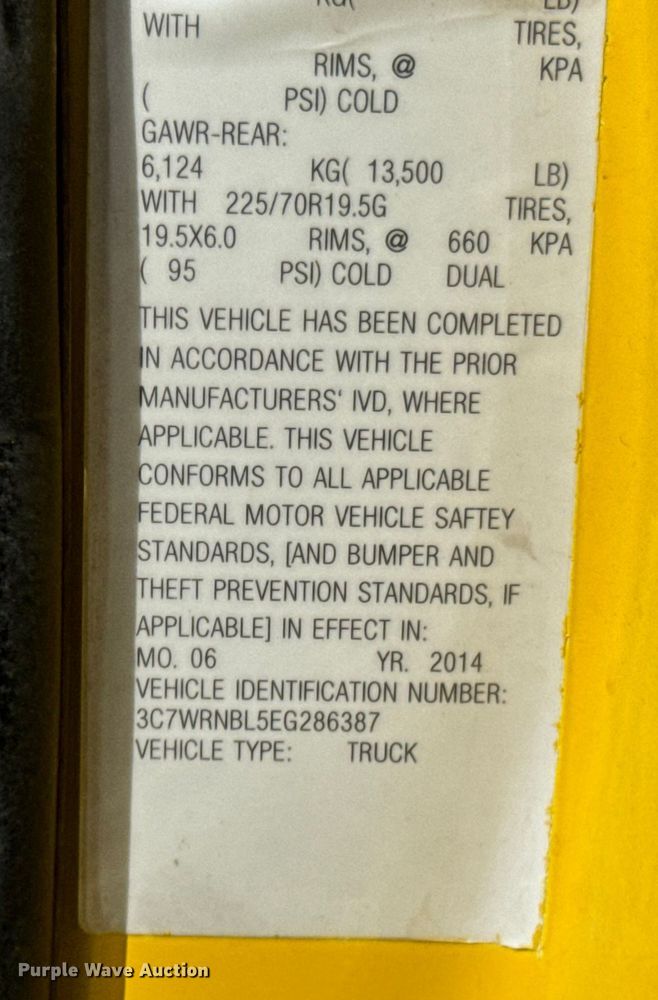 KG( LB)
WITH TIRES,
RIMS, @ KPA
( PSI) COLD
GAWR-REAR:
6,124 KG( 13,500 LB)
WITH 225/70R19.5G TIRES,
19.5X6.0 RIMS, @ 660 KPA
( 95 PSI) COLD DUAL
THIS VEHICLE HAS BEEN COMPLETED
IN ACCORDANCE WITH THE PRIOR
MANUFACTURERS' IVD, WHERE
APPLICABLE. THIS VEHICLE
CONFORMS TO ALL APPLICABLE
FEDERAL MOTOR VEHICLE SAFTEY
STANDARDS, [AND BUMPER AND
THEFT PREVENTION STANDARDS, IF
APPLICABLE] IN EFFECT IN:
MO. 06 YR. 2014
VEHICLE IDENTIFICATION NUMBER:
3C7WRNBL5EG286387
VEHICLE TYPE: TRUCK
Purple Wave Auction